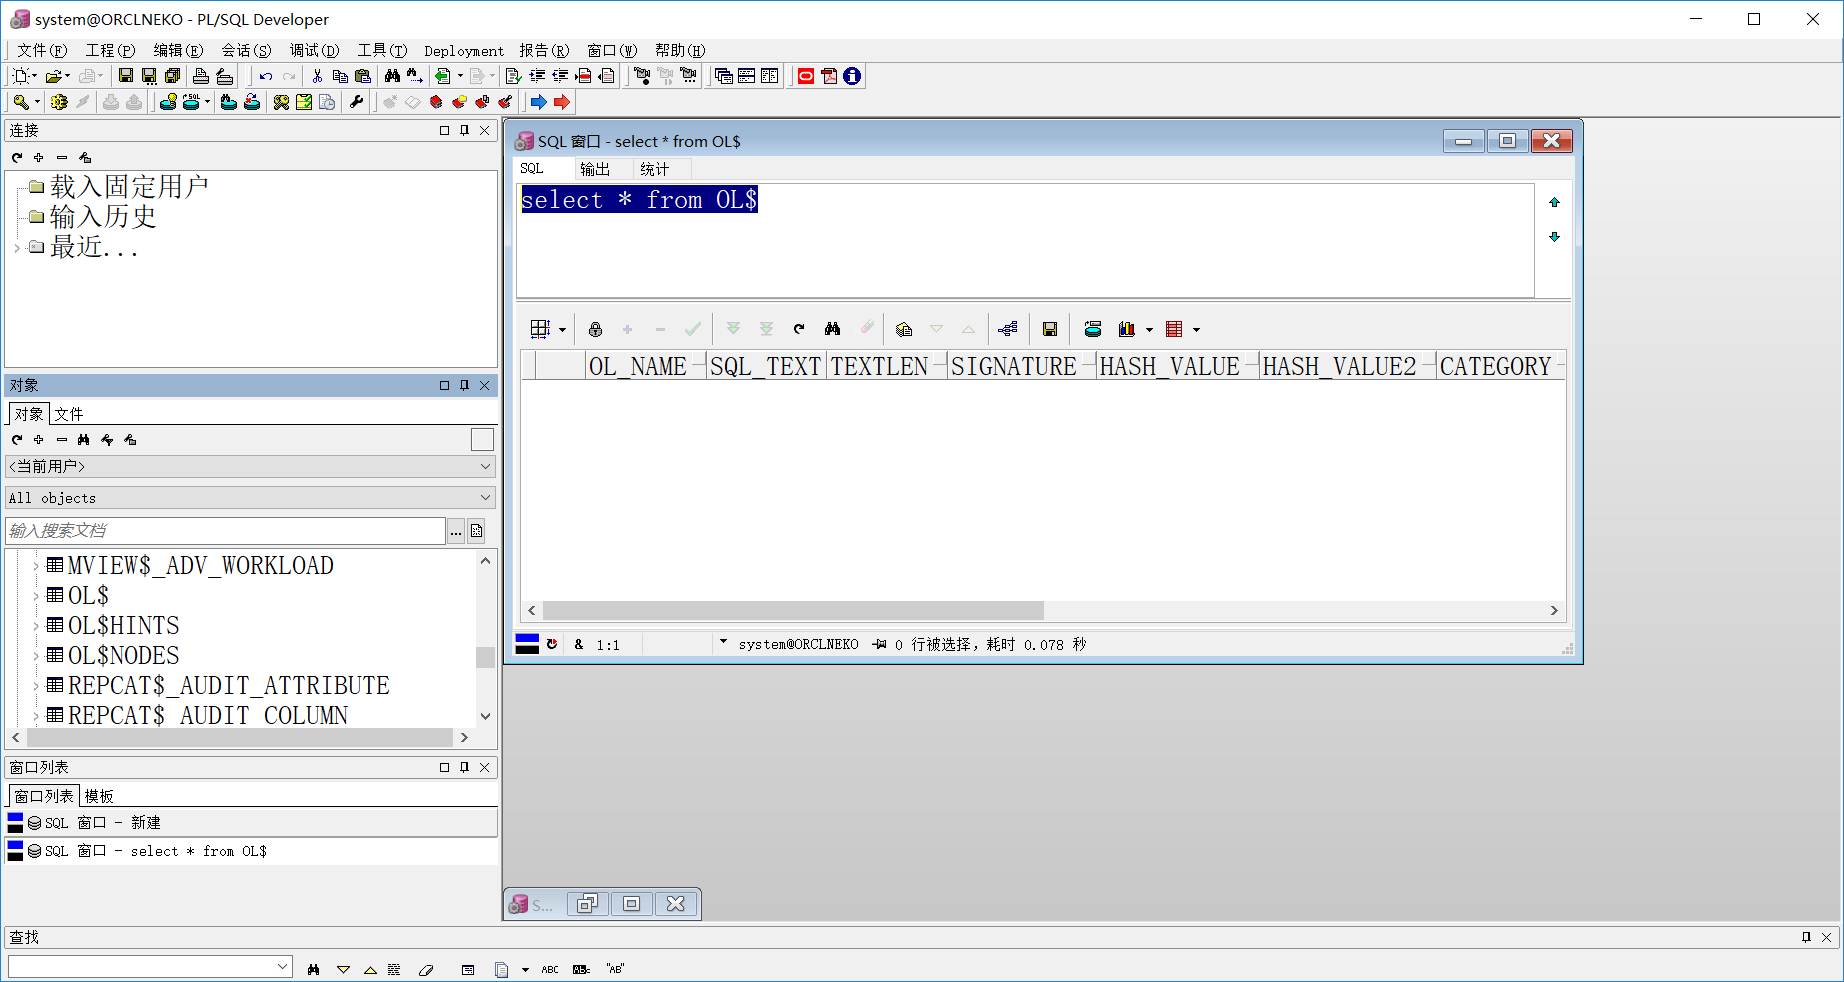 system@ORCLNEKO - PL/SQL Developer
文件(F) 工程(P) 编辑(E) 会话(S) 调试(D) 工具(T) Deployment 报告(R) 窗口(W) 帮助(H)
连接
载入固定用户
输入历史
最近...
对象
对象 文件
<当前用户>
All objects
输入搜索文档
...
MVIEW$_ADV_WORKLOAD
OL$
OL$HINTS
OL$NODES
REPCAT$_AUDIT_ATTRIBUTE
REPCAT$_AUDIT_COLUMN
窗口列表
窗口列表 模板
SQL 窗口 - 新建
SQL 窗口 - select * from OL$
SQL 窗口 - select * from OL$
SQL 输出 统计
select * from OL$
OL_NAME SQL_TEXT TEXTLEN SIGNATURE HASH_VALUE HASH_VALUE2 CATEGORY
& 1:1 system@ORCLNEKO 0 行被选择, 耗时 0.078 秒
S...
查找
ABC "AB"